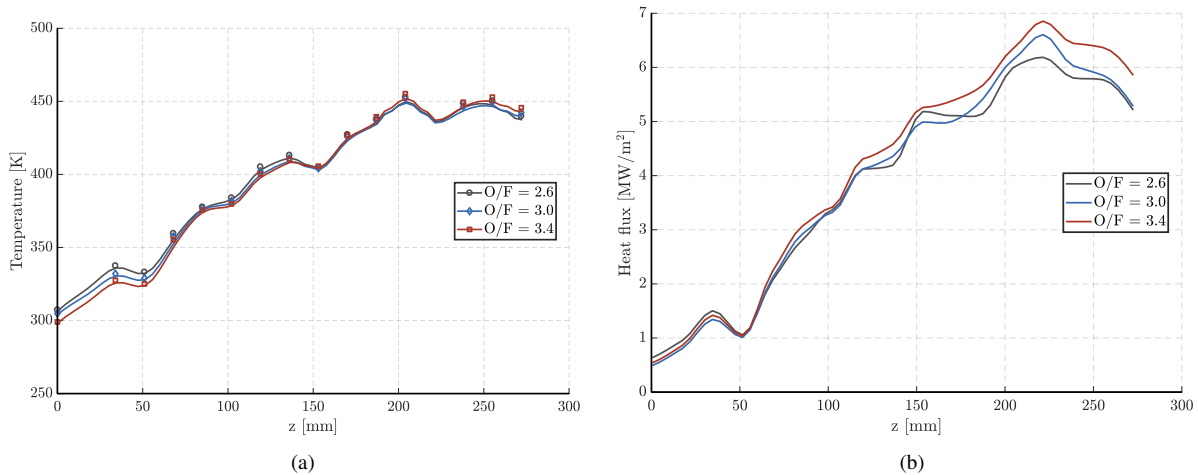 500
450
400
350
300
250
Temperature [K]
0
50
100
150
200
250
300
z [mm]
O/F = 2.6
O/F = 3.0
O/F = 3.4
(a)
7
6
5
4
3
2
1
0
Heat flux [MW/m²]
0
50
100
150
200
250
300
z [mm]
O/F = 2.6
O/F = 3.0
O/F = 3.4
(b)